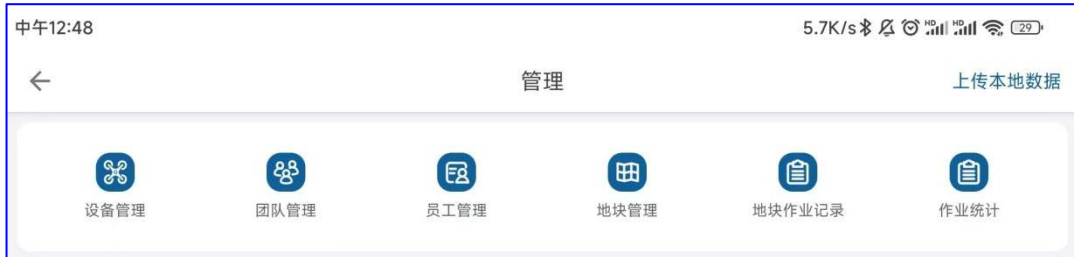 中午12:48 5.7K/s HD HD 29
管理 上传本地数据
设备管理 团队管理 员工管理 地块管理 地块作业记录 作业统计